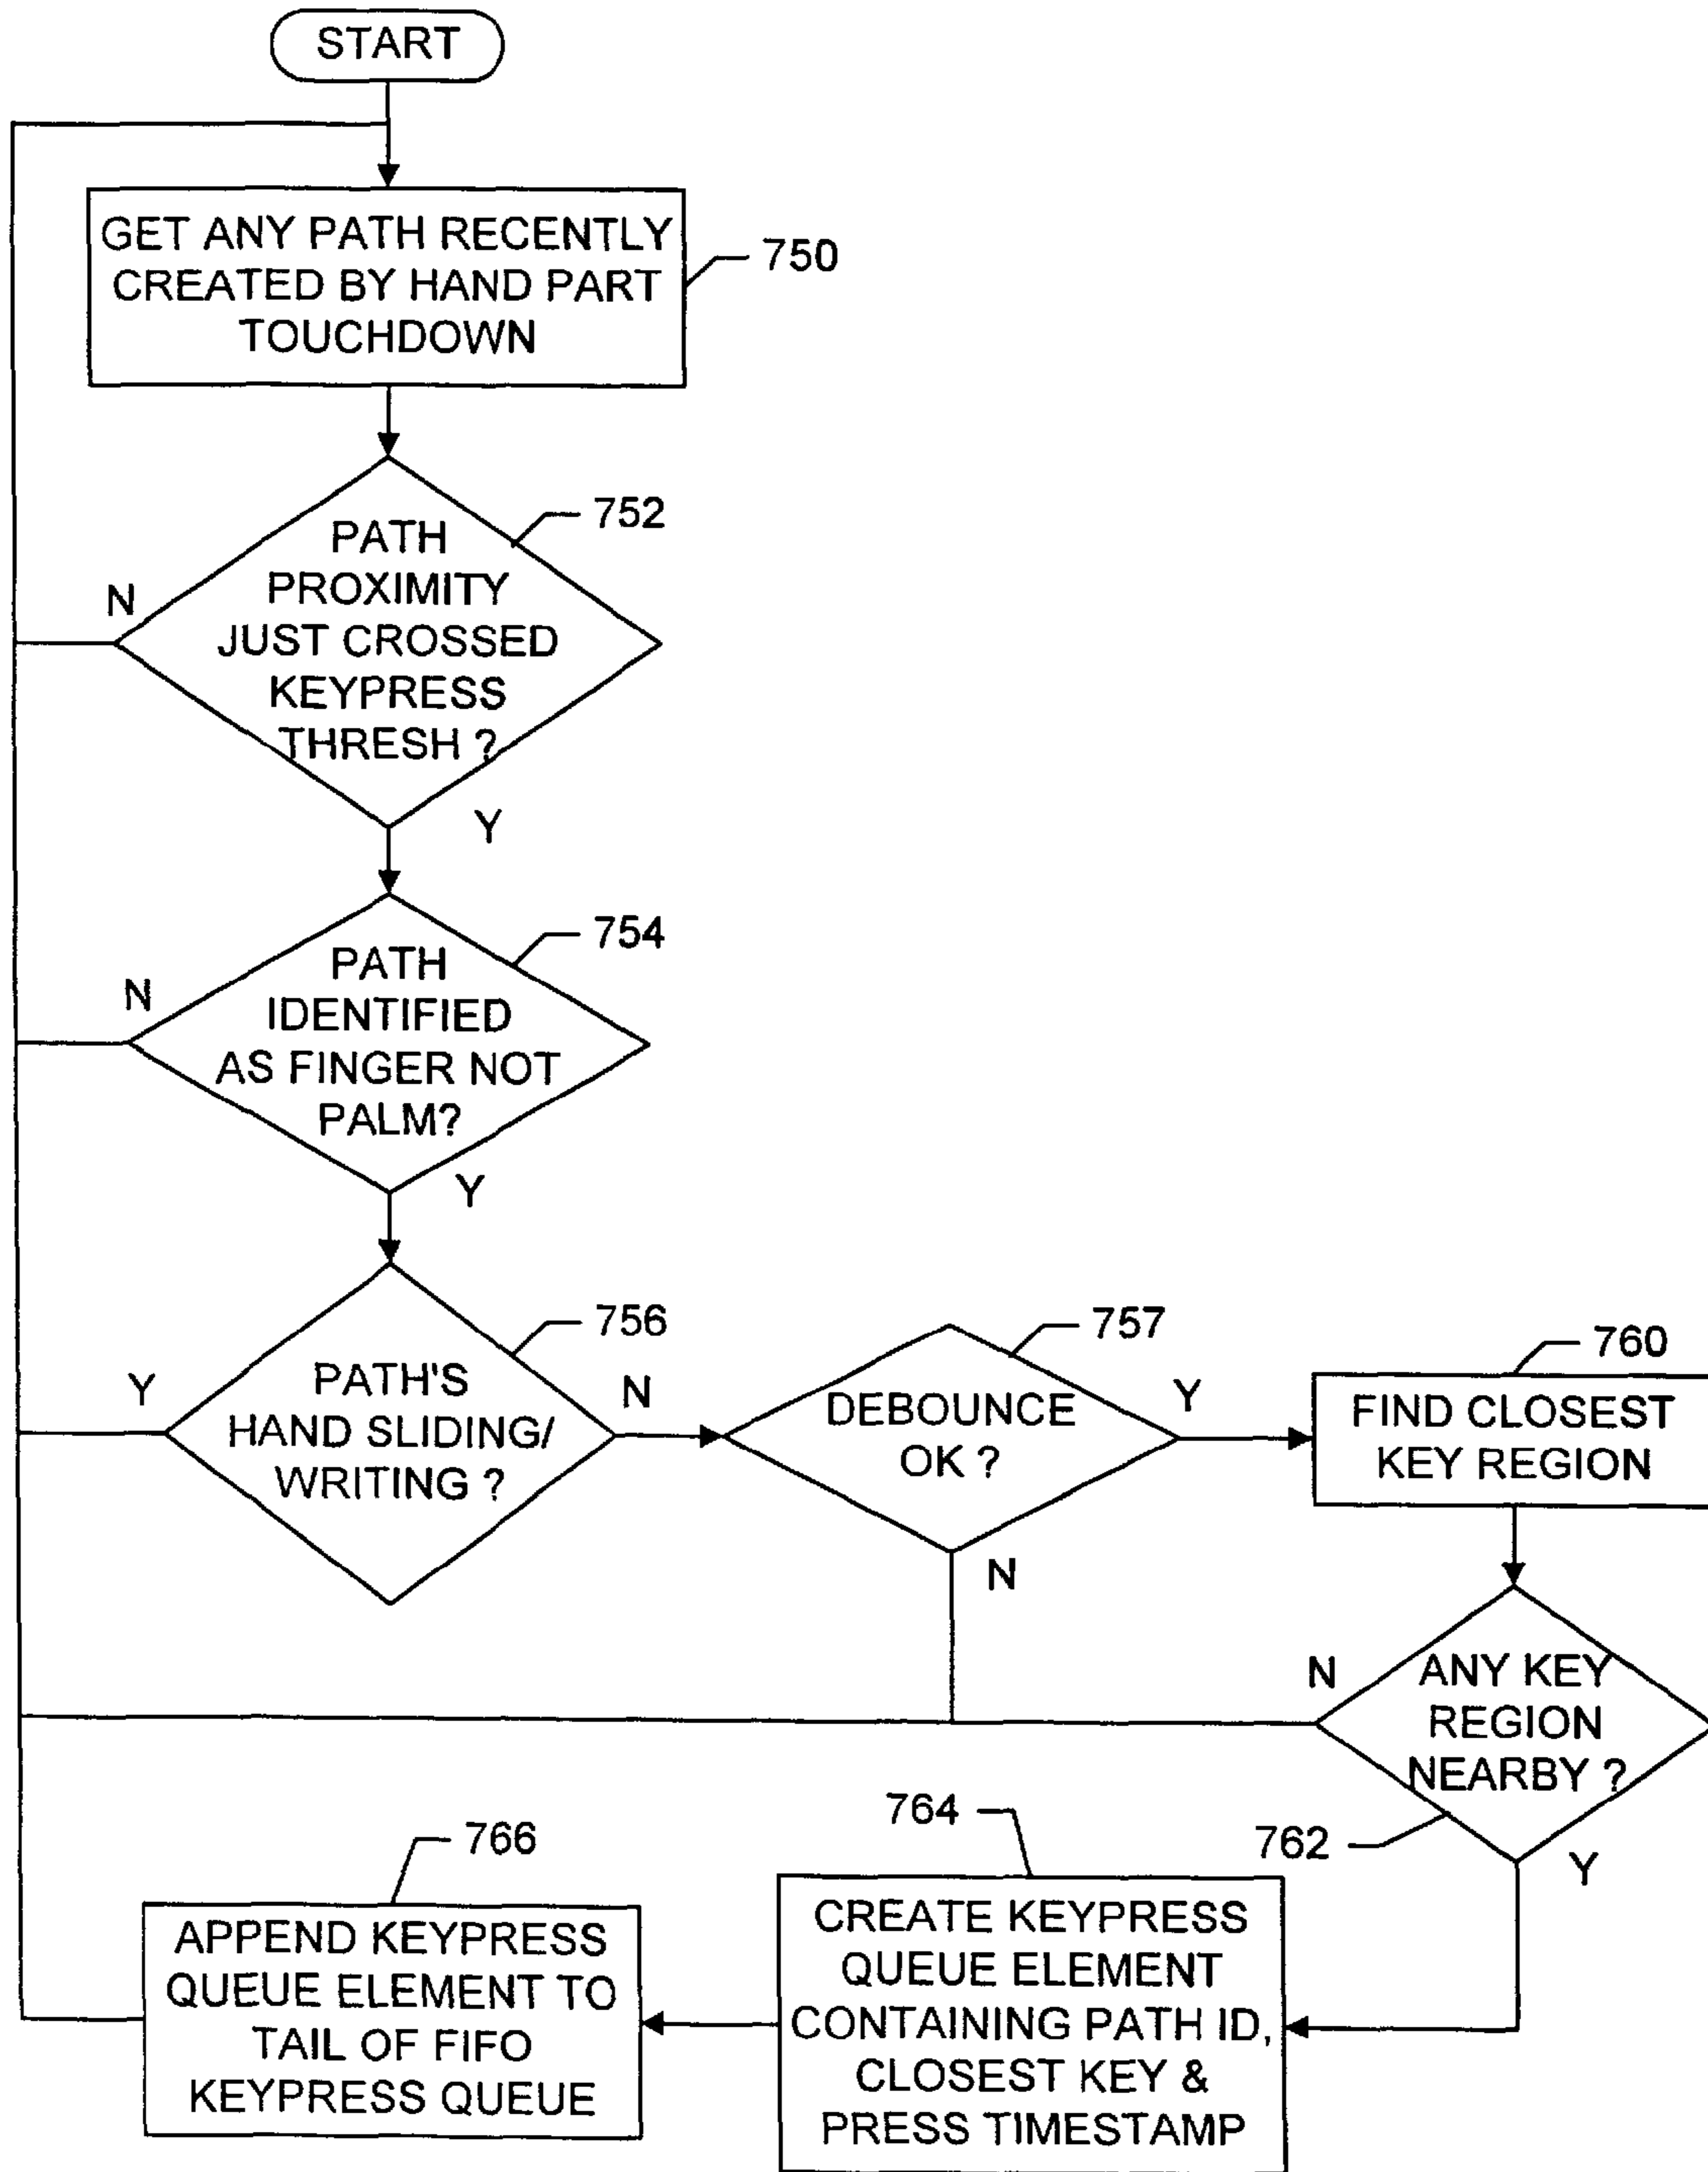 START
GET ANY PATH RECENTLY
CREATED BY HAND PART
TOUCHDOWN
750
752
PATH
PROXIMITY
JUST CROSSED
KEYPRESS
THRESH ?
N
Y
754
PATH
IDENTIFIED
AS FINGER NOT
PALM?
N
Y
756
PATH'S
HAND SLIDING/
WRITING ?
Y
N
757
DEBOUNCE
OK ?
Y
N
760
FIND CLOSEST
KEY REGION
ANY KEY
REGION
NEARBY ?
N
762
Y
764
CREATE KEYPRESS
QUEUE ELEMENT
CONTAINING PATH ID,
CLOSEST KEY &
PRESS TIMESTAMP
766
APPEND KEYPRESS
QUEUE ELEMENT TO
TAIL OF FIFO
KEYPRESS QUEUE